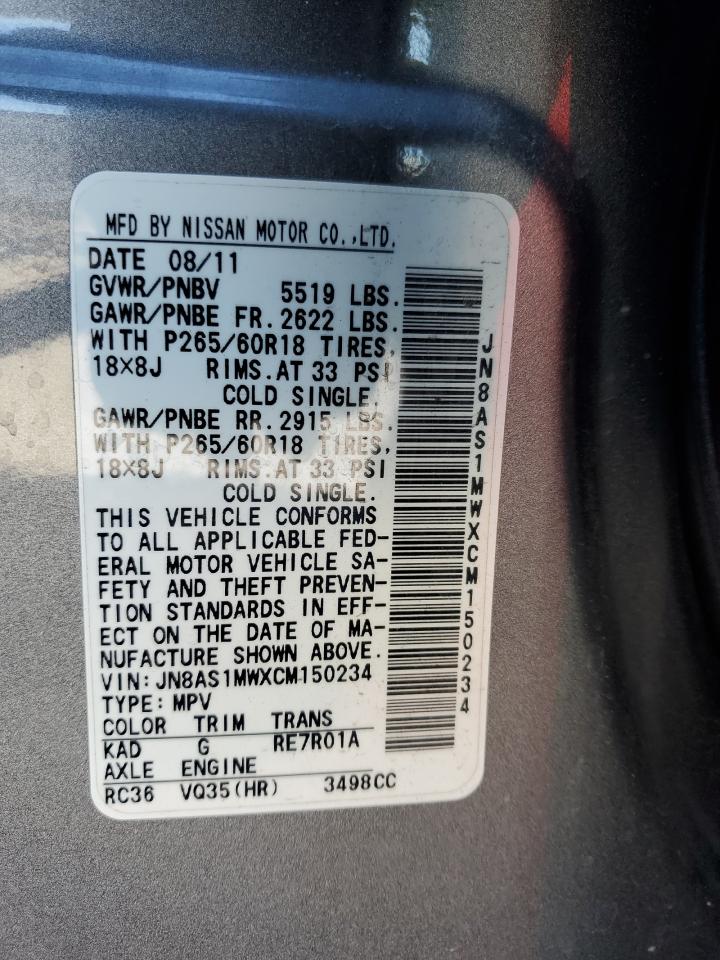 MFD BY NISSAN MOTOR CO.,LTD.
DATE 08/11
GVWR/PNBV 5519 LBS.
GAWR/PNBE FR. 2622 LBS.
WITH P265/60R18 TIRES,
18×8J RIMS. AT 33 PSI
COLD SINGLE.
GAWR/PNBE RR. 2915 LBS.
WITH P265/60R18 TIRES,
18×8J RIMS. AT 33 PSI
COLD SINGLE.
THIS VEHICLE CONFORMS
TO ALL APPLICABLE FED-
ERAL MOTOR VEHICLE SA-
FETY AND THEFT PREVEN-
TION STANDARDS IN EFF-
ECT ON THE DATE OF MA-
NUFACTURE SHOWN ABOVE.
VIN: JN8AS1MWXCM150234
TYPE: MPV
COLOR TRIM TRANS
KAD G RE7R01A
AXLE ENGINE
RC36 VQ35(HR) 3498CC
JN8AS1MWXCM150234